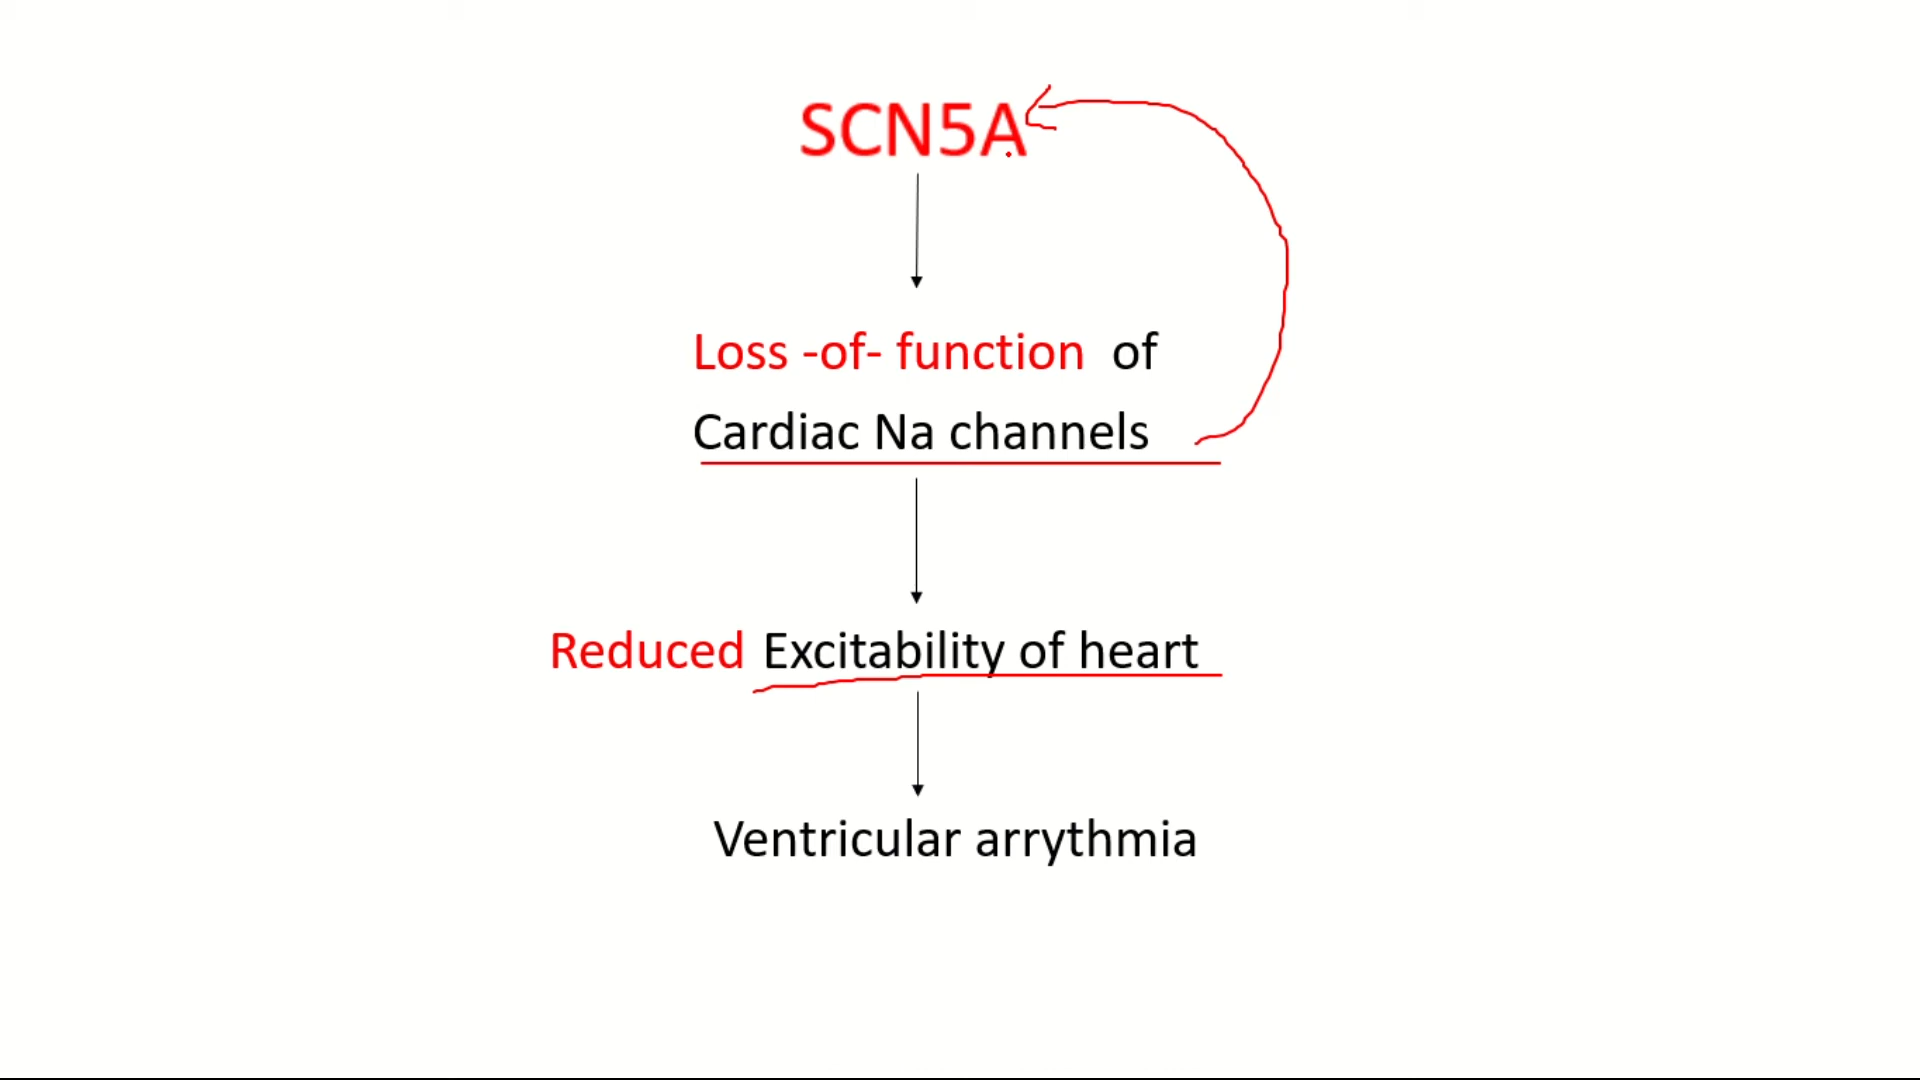 SCN5A
Loss -of- function of
Cardiac Na channels
Reduced Excitability of heart
Ventricular arrythmia